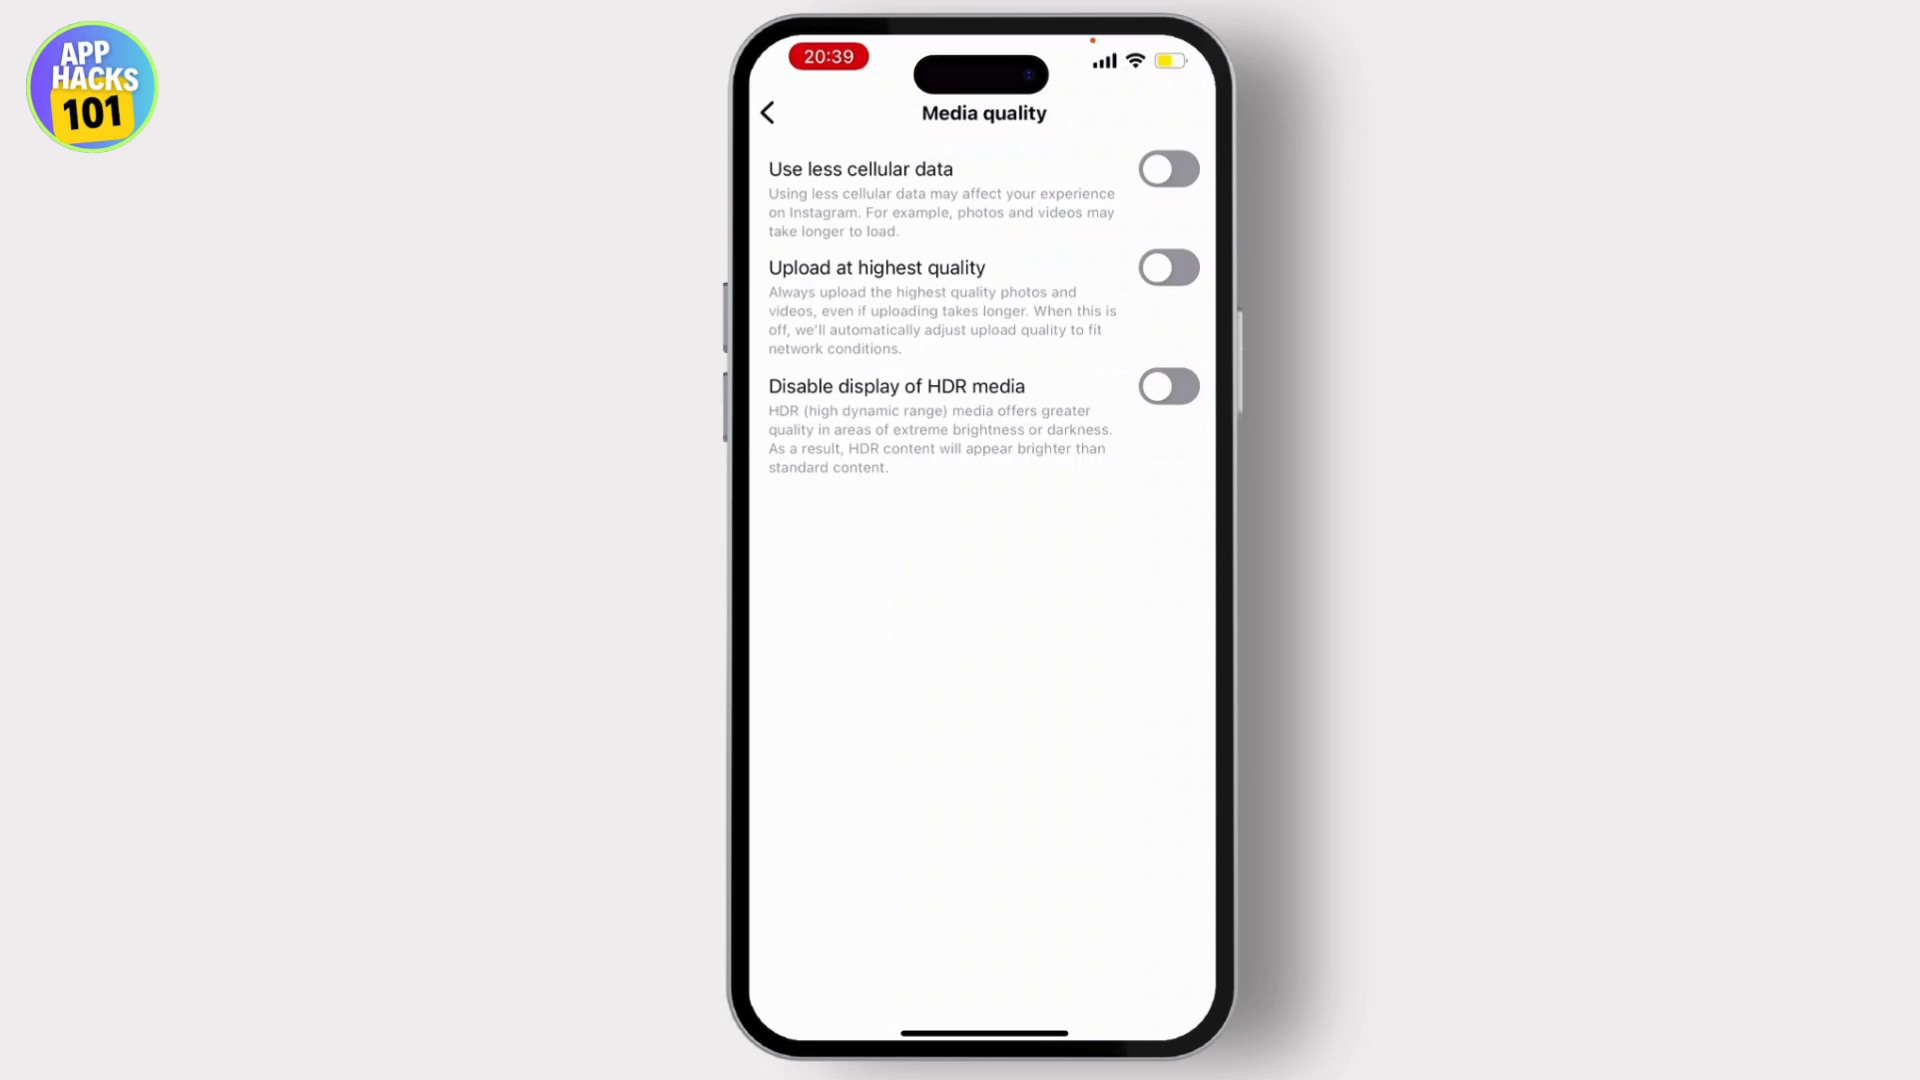 APP
HACKS
101
20:39
Media quality
Use less cellular data
Using less cellular data may affect your experience
on Instagram. For example, photos and videos may
take longer to load.
Upload at highest quality
Always upload the highest quality photos and
videos, even if uploading takes longer. When this is
off, we'll automatically adjust upload quality to fit
network conditions.
Disable display of HDR media
HDR (high dynamic range) media offers greater
quality in areas of extreme brightness or darkness.
As a result, HDR content will appear brighter than
standard content.